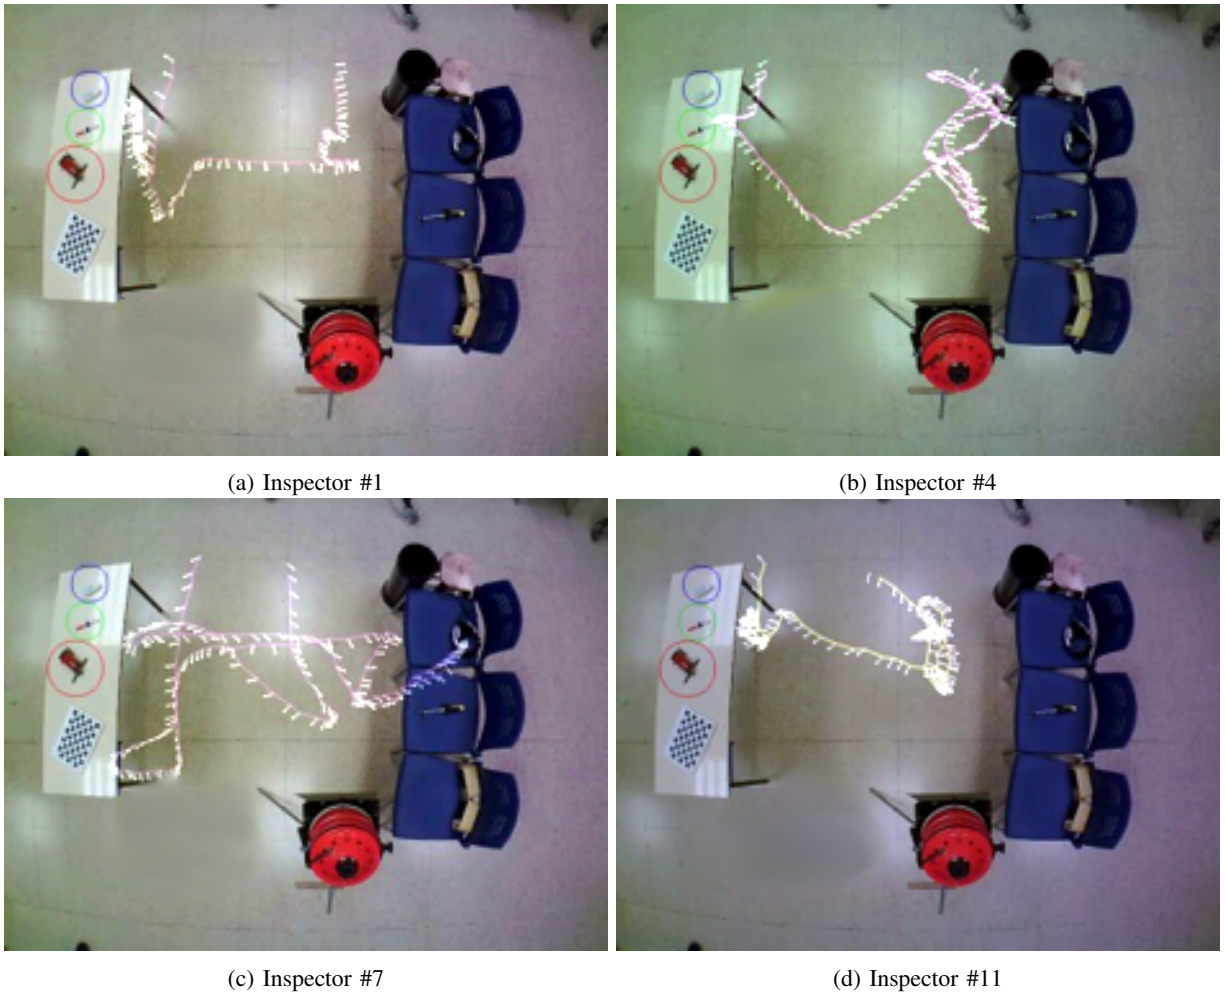 (a) Inspector #1
(b) Inspector #4
(c) Inspector #7
(d) Inspector #11